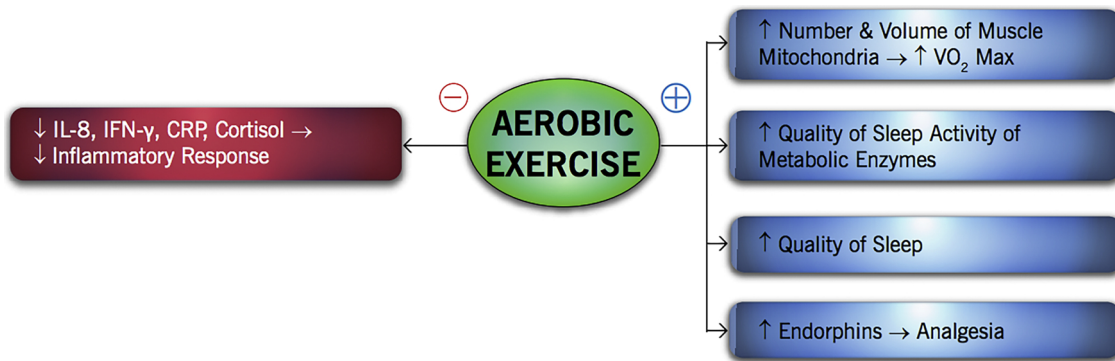 ↓ IL-8, IFN-γ, CRP, Cortisol →
↓ Inflammatory Response
−
AEROBIC
EXERCISE
+
↑ Number & Volume of Muscle
Mitochondria → ↑ VO₂ Max
↑ Quality of Sleep Activity of
Metabolic Enzymes
↑ Quality of Sleep
↑ Endorphins → Analgesia